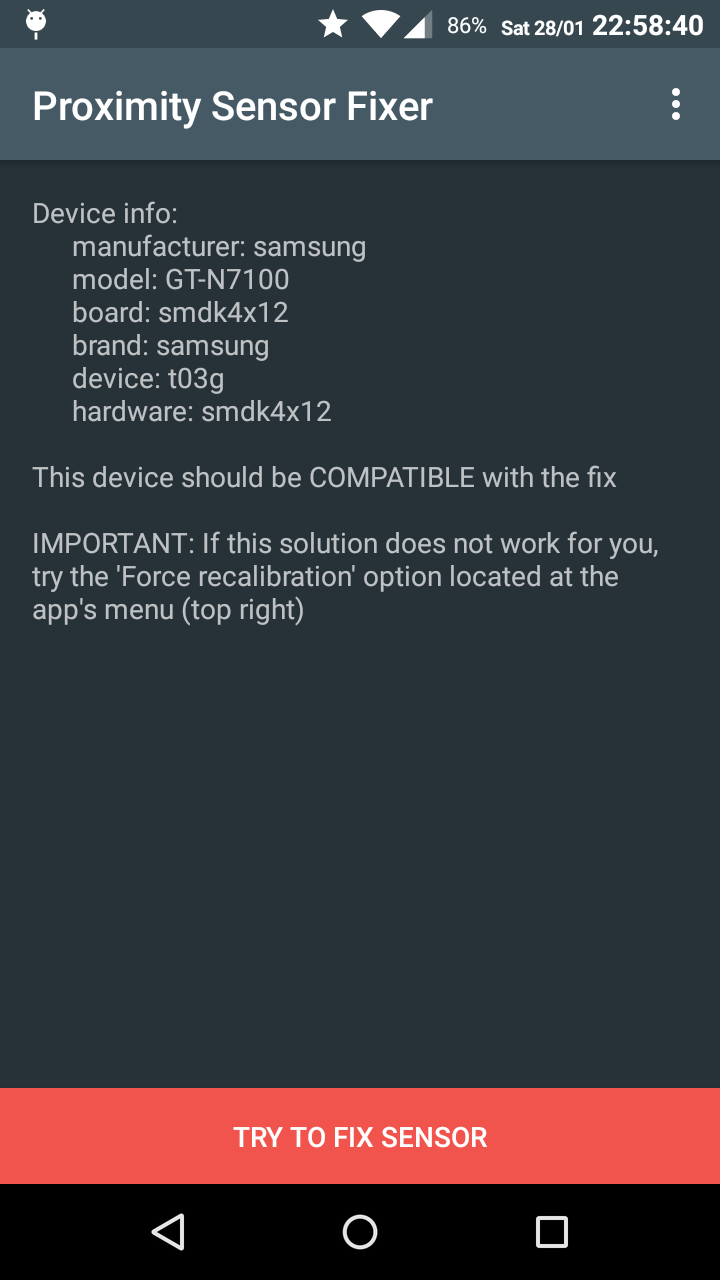 86% Sat 28/01 22:58:40
Proximity Sensor Fixer
Device info:
manufacturer: samsung
model: GT-N7100
board: smdk4x12
brand: samsung
device: t03g
hardware: smdk4x12
This device should be COMPATIBLE with the fix
IMPORTANT: If this solution does not work for you,
try the 'Force recalibration' option located at the
app's menu (top right)
TRY TO FIX SENSOR